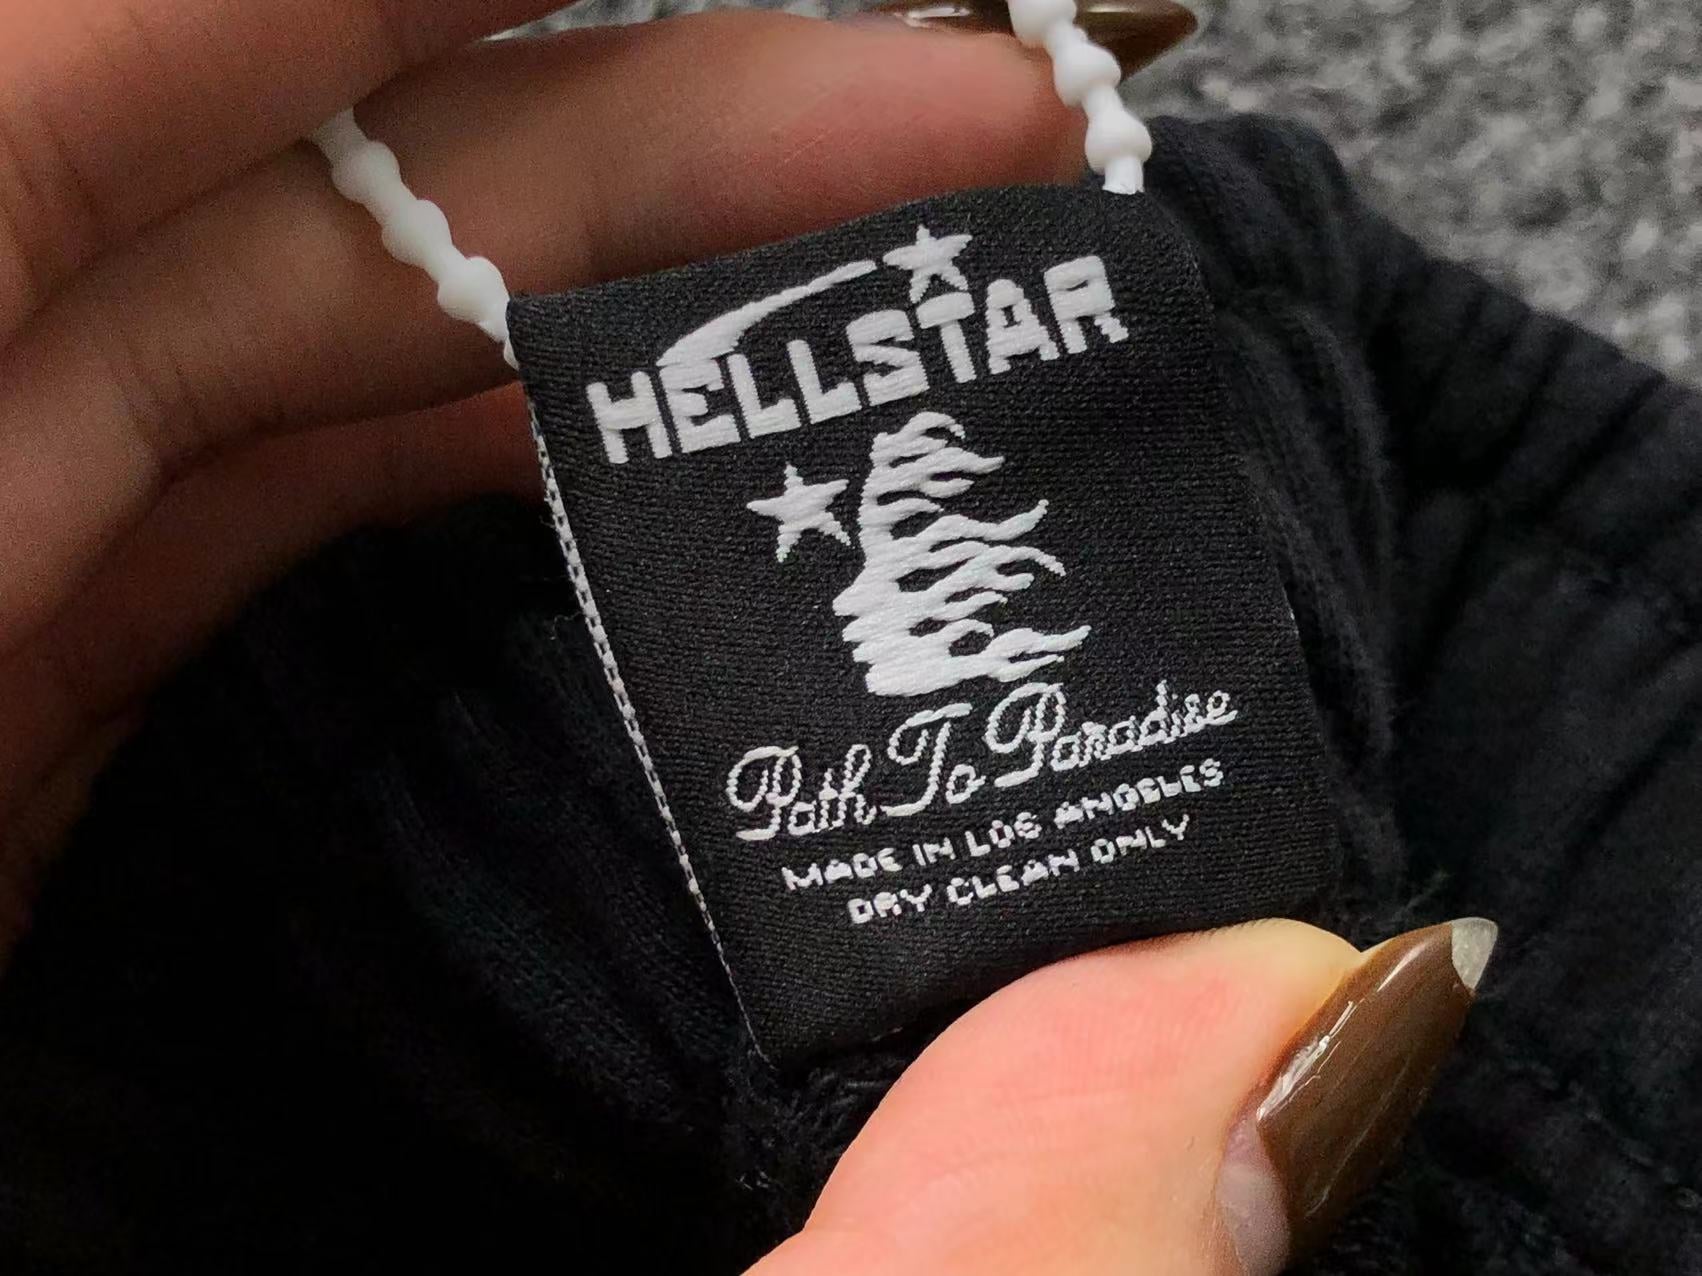 HELLSTAR
Path To Paradise
MADE IN LOS ANGELES
DRY CLEAN ONLY